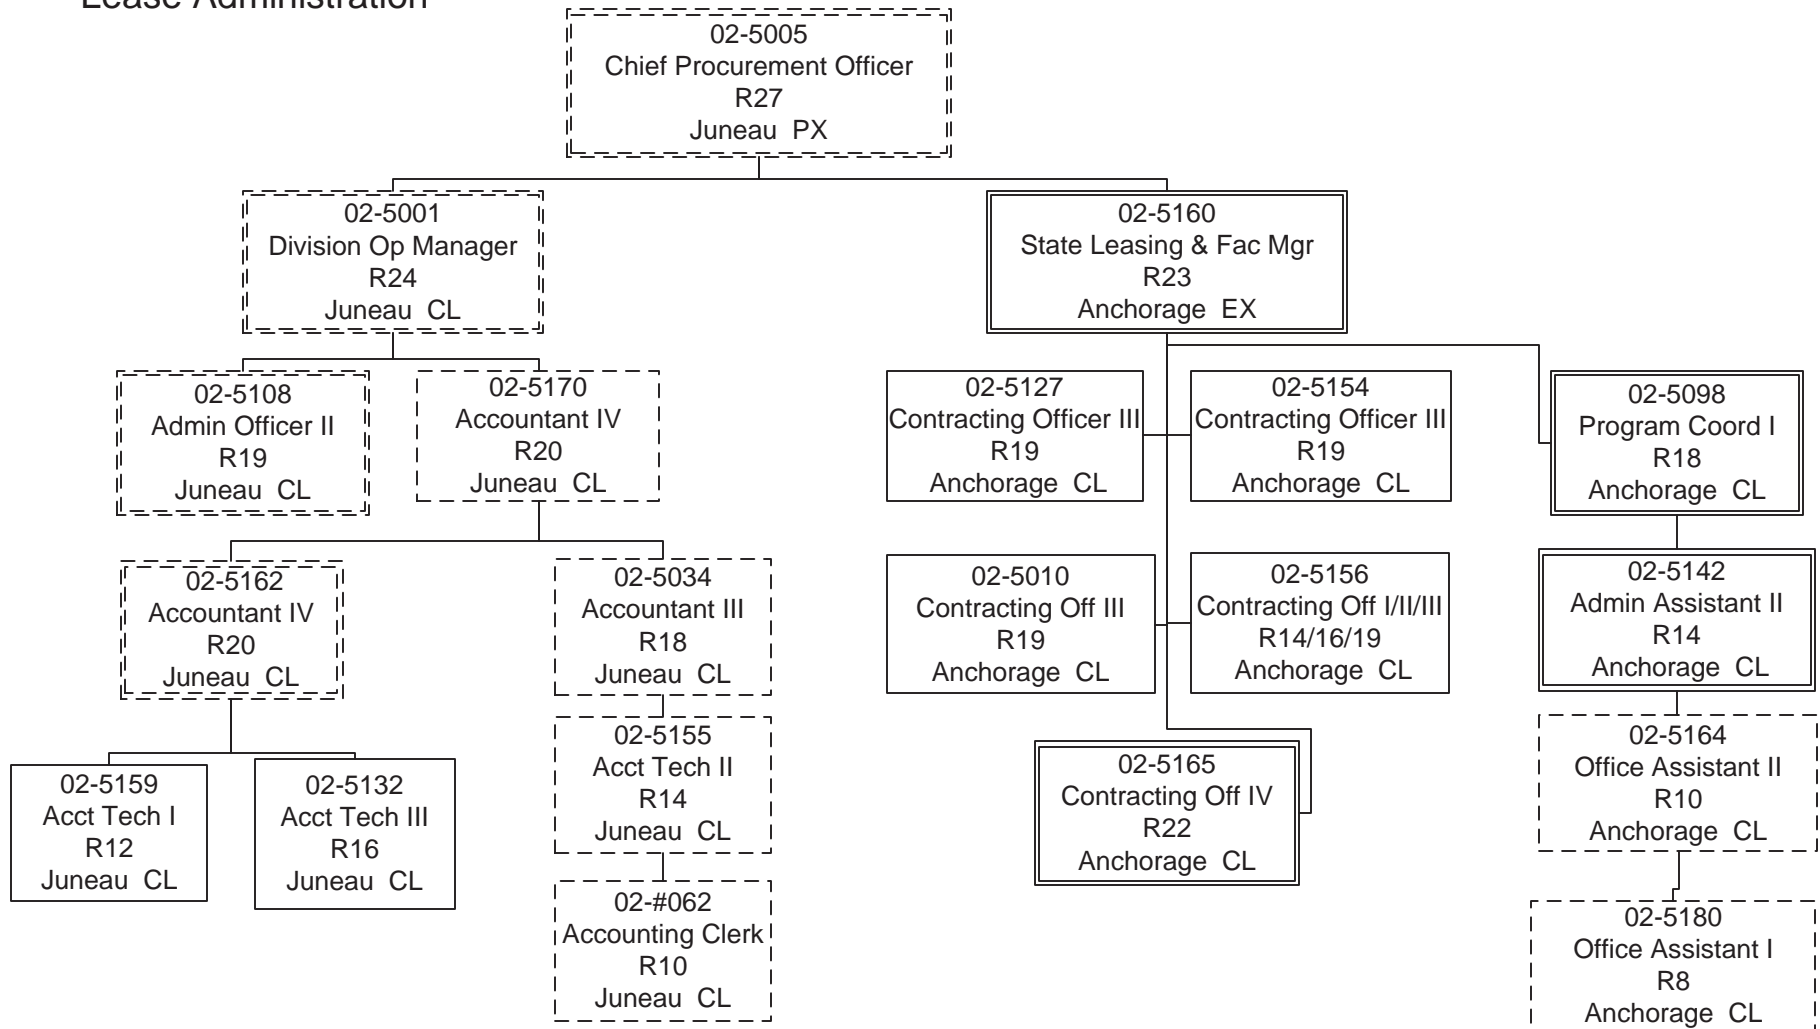 Lease Administration
02-5005
Chief Procurement Officer
R27
Juneau PX
02-5001
Division Op Manager
R24
Juneau CL
02-5160
State Leasing & Fac Mgr
R23
Anchorage EX
02-5108
Admin Officer II
R19
Juneau CL
02-5170
Accountant IV
R20
Juneau CL
02-5127
Contracting Officer III
R19
Anchorage CL
02-5154
Contracting Officer III
R19
Anchorage CL
02-5098
Program Coord I
R18
Anchorage CL
02-5162
Accountant IV
R20
Juneau CL
02-5034
Accountant III
R18
Juneau CL
02-5010
Contracting Off III
R19
Anchorage CL
02-5156
Contracting Off I/II/III
R14/16/19
Anchorage CL
02-5142
Admin Assistant II
R14
Anchorage CL
02-5159
Acct Tech I
R12
Juneau CL
02-5132
Acct Tech III
R16
Juneau CL
02-5155
Acct Tech II
R14
Juneau CL
02-5165
Contracting Off IV
R22
Anchorage CL
02-5164
Office Assistant II
R10
Anchorage CL
02-#062
Accounting Clerk
R10
Juneau CL
02-5180
Office Assistant I
R8
Anchorage CL